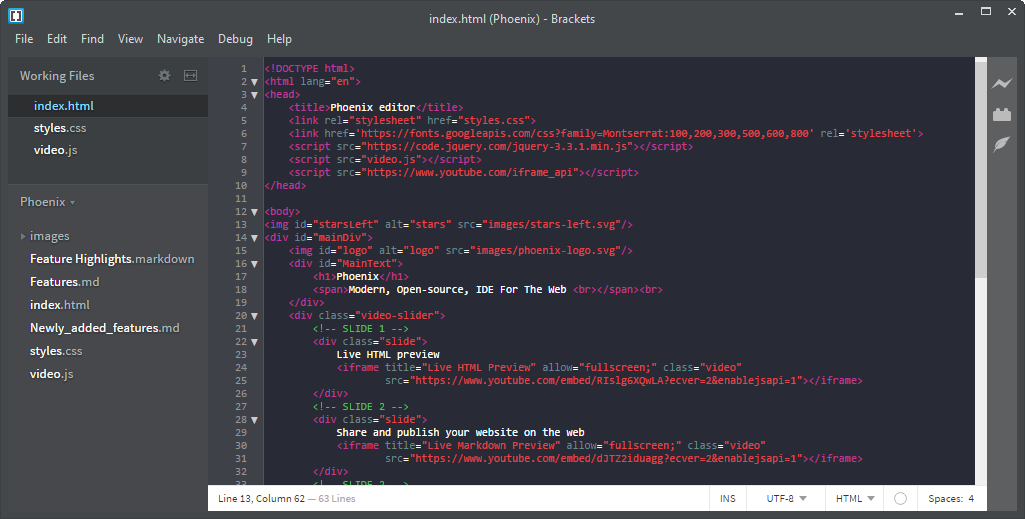 index.html (Phoenix) - Brackets
File Edit Find View Navigate Debug Help
Working Files
index.html
styles.css
video.js
Phoenix
images
Feature Highlights.markdown
Features.md
index.html
Newly_added_features.md
styles.css
video.js
1 <!DOCTYPE html>
2 <html lang="en">
3 <head>
4 <title>Phoenix editor</title>
5 <link rel="stylesheet" href="styles.css">
6 <link href='https://fonts.googleapis.com/css?family=Montserrat:100,200,300,500,600,800' rel='stylesheet'>
7 <script src="https://code.jquery.com/jquery-3.3.1.min.js"></script>
8 <script src="video.js"></script>
9 <script src="https://www.youtube.com/iframe_api"></script>
10 </head>
11
12 <body>
13 <img id="starsLeft" alt="stars" src="images/stars-left.svg"/>
14 <div id="mainDiv">
15 <img id="logo" alt="logo" src="images/phoenix-logo.svg"/>
16 <div id="MainText">
17 <h1>Phoenix</h1>
18 <span>Modern, Open-source, IDE For The Web <br></span><br>
19 </div>
20 <div class="video-slider">
21 <!-- SLIDE 1 -->
22 <div class="slide">
23 Live HTML preview
24 <iframe title="Live HTML Preview" allow="fullscreen;" class="video"
25 src="https://www.youtube.com/embed/RIslg6XQwLA?ecver=2&enablejsapi=1"></iframe>
26 </div>
27 <!-- SLIDE 2 -->
28 <div class="slide">
29 Share and publish your website on the web
30 <iframe title="Live Markdown Preview" allow="fullscreen;" class="video"
31 src="https://www.youtube.com/embed/dJTZ2iduagg?ecver=2&enablejsapi=1"></iframe>
32 </div>
33 <!-- SLIDE 3 -->
Line 13, Column 62 — 63 Lines
INS UTF-8 HTML Spaces: 4